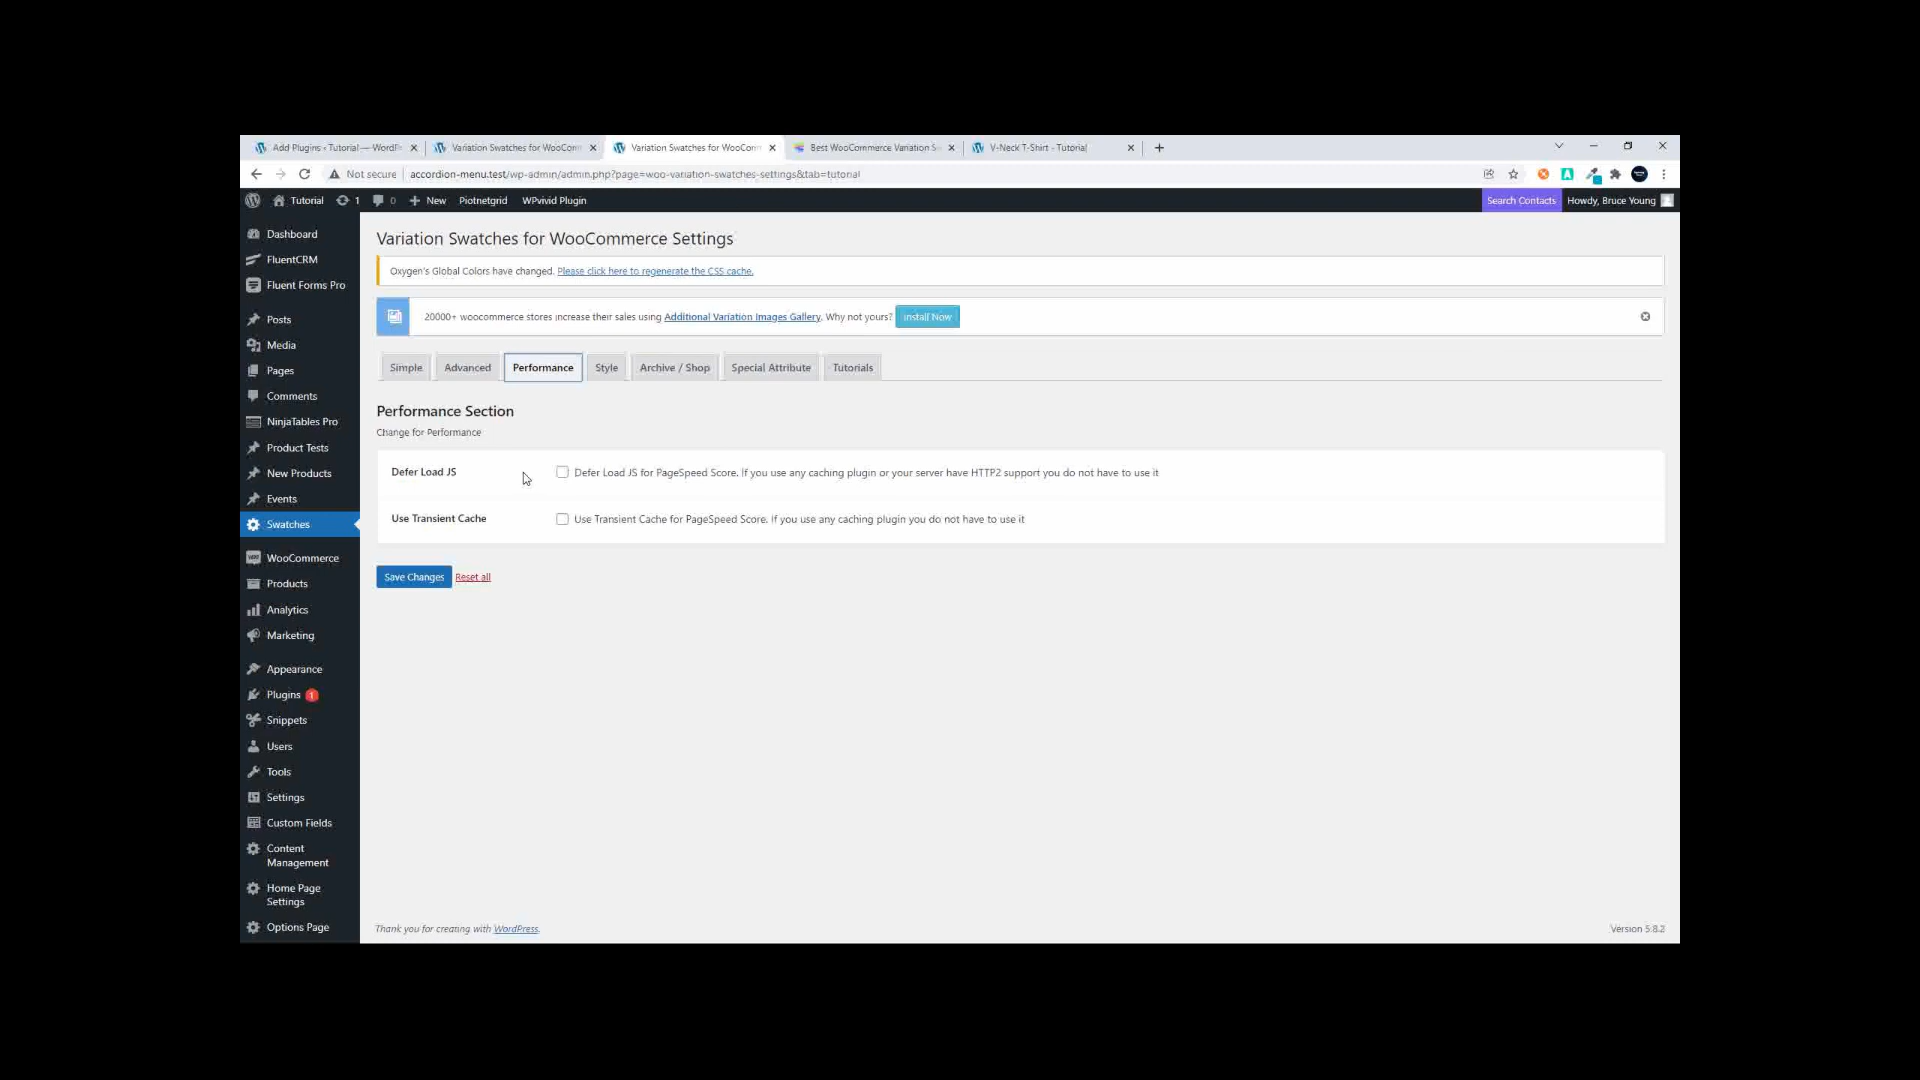 Add Plugins ‹ Tutorial — WordP
Variation Swatches for WooCom
Variation Swatches for WooCom
Best WooCommerce Variation S
V-Neck T-Shirt - Tutorial
Not secure
accordion-menu.test/wp-admin/admin.php?page=woo-variation-swatches-settings&tab=tutorial
Tutorial
1
0
New
Piotnetgrid
WPvivid Plugin
Search Contacts
Howdy, Bruce Young
Dashboard
FluentCRM
Fluent Forms Pro
Posts
Media
Pages
Comments
NinjaTables Pro
Product Tests
New Products
Events
Swatches
WooCommerce
Products
Analytics
Marketing
Appearance
Plugins 1
Snippets
Users
Tools
Settings
Custom Fields
Content
Management
Home Page
Settings
Options Page
Variation Swatches for WooCommerce Settings
Oxygen's Global Colors have changed. Please click here to regenerate the CSS cache.
20000+ woocommerce stores increase their sales using Additional Variation Images Gallery. Why not yours? Install Now
Simple
Advanced
Performance
Style
Archive / Shop
Special Attribute
Tutorials
Performance Section
Change for Performance
Defer Load JS
Defer Load JS for PageSpeed Score. If you use any caching plugin or your server have HTTP2 support you do not have to use it
Use Transient Cache
Use Transient Cache for PageSpeed Score. If you use any caching plugin you do not have to use it
Save Changes
Reset all
Thank you for creating with WordPress.
Version 5.8.2